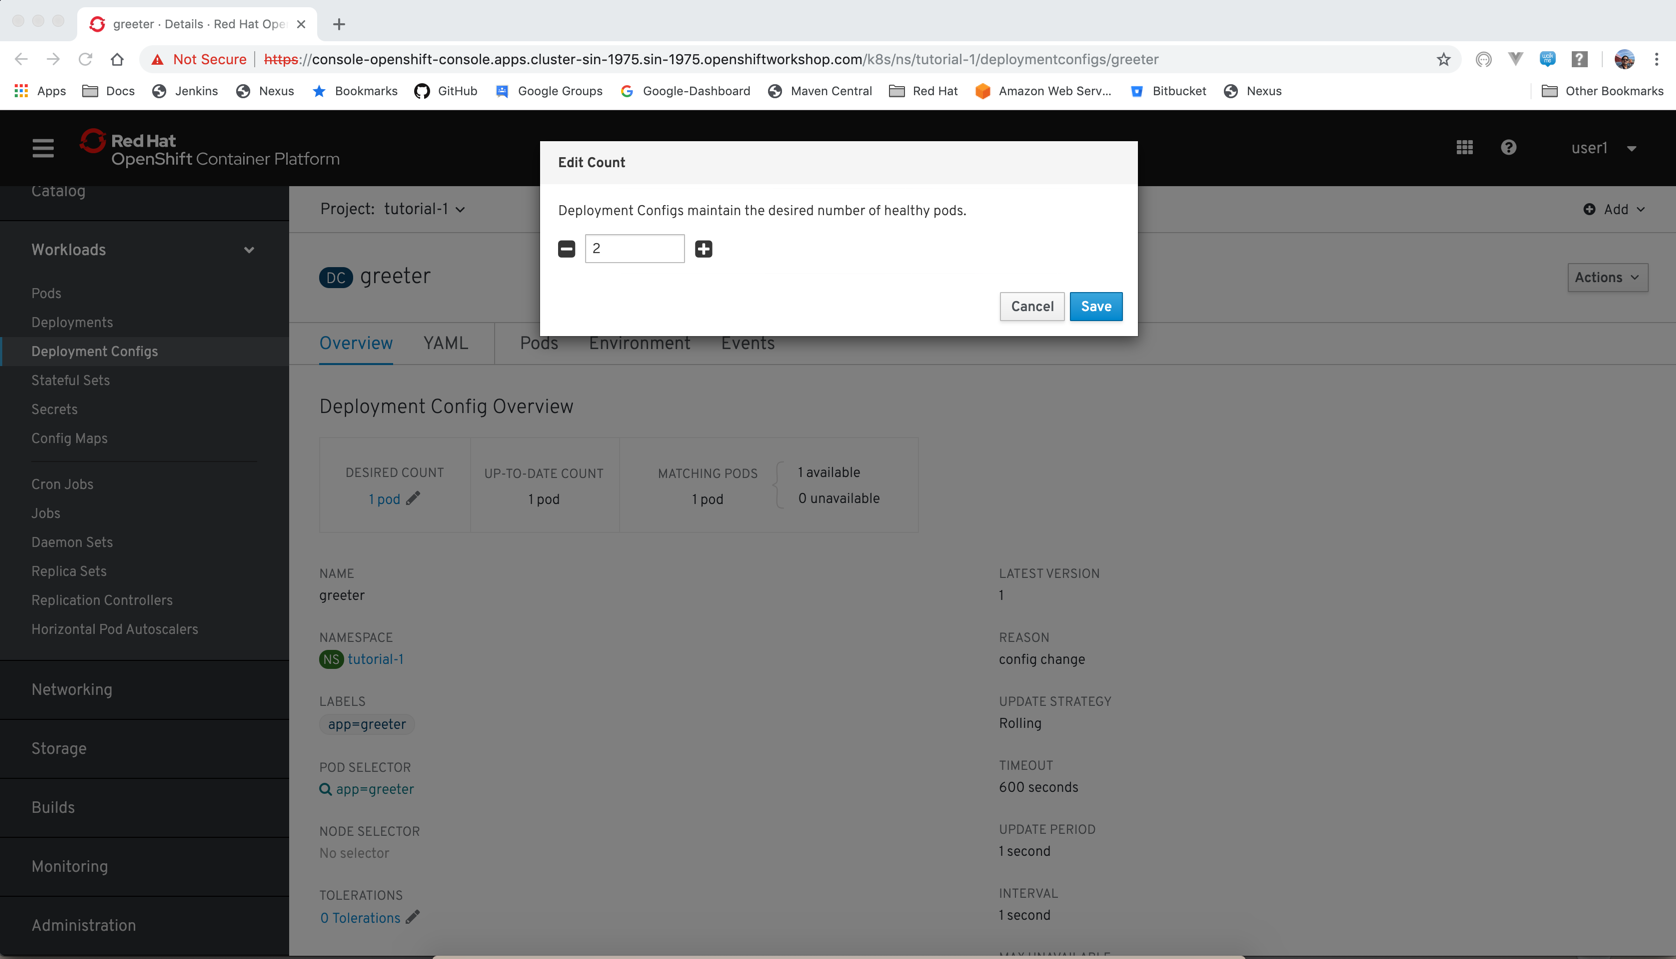 greeter · Details · Red Hat Ope
Not Secure | https://console-openshift-console.apps.cluster-sin-1975.sin-1975.openshiftworkshop.com/k8s/ns/tutorial-1/deploymentconfigs/greeter
Apps Docs Jenkins Nexus Bookmarks GitHub Google Groups Google-Dashboard Maven Central Red Hat Amazon Web Serv... Bitbucket Nexus Other Bookmarks
Red Hat
OpenShift Container Platform
user1
Catalog
Workloads
Pods
Deployments
Deployment Configs
Stateful Sets
Secrets
Config Maps
Cron Jobs
Jobs
Daemon Sets
Replica Sets
Replication Controllers
Horizontal Pod Autoscalers
Networking
Storage
Builds
Monitoring
Administration
Project: tutorial-1
Add
DC greeter
Actions
Edit Count
Deployment Configs maintain the desired number of healthy pods.
2
Cancel Save
Overview YAML Pods Environment Events
Deployment Config Overview
DESIRED COUNT
1 pod
UP-TO-DATE COUNT
1 pod
MATCHING PODS
1 pod
1 available
0 unavailable
NAME
greeter
NAMESPACE
NS tutorial-1
LABELS
app=greeter
POD SELECTOR
app=greeter
NODE SELECTOR
No selector
TOLERATIONS
0 Tolerations
LATEST VERSION
1
REASON
config change
UPDATE STRATEGY
Rolling
TIMEOUT
600 seconds
UPDATE PERIOD
1 second
INTERVAL
1 second
MAX UNAVAILABLE